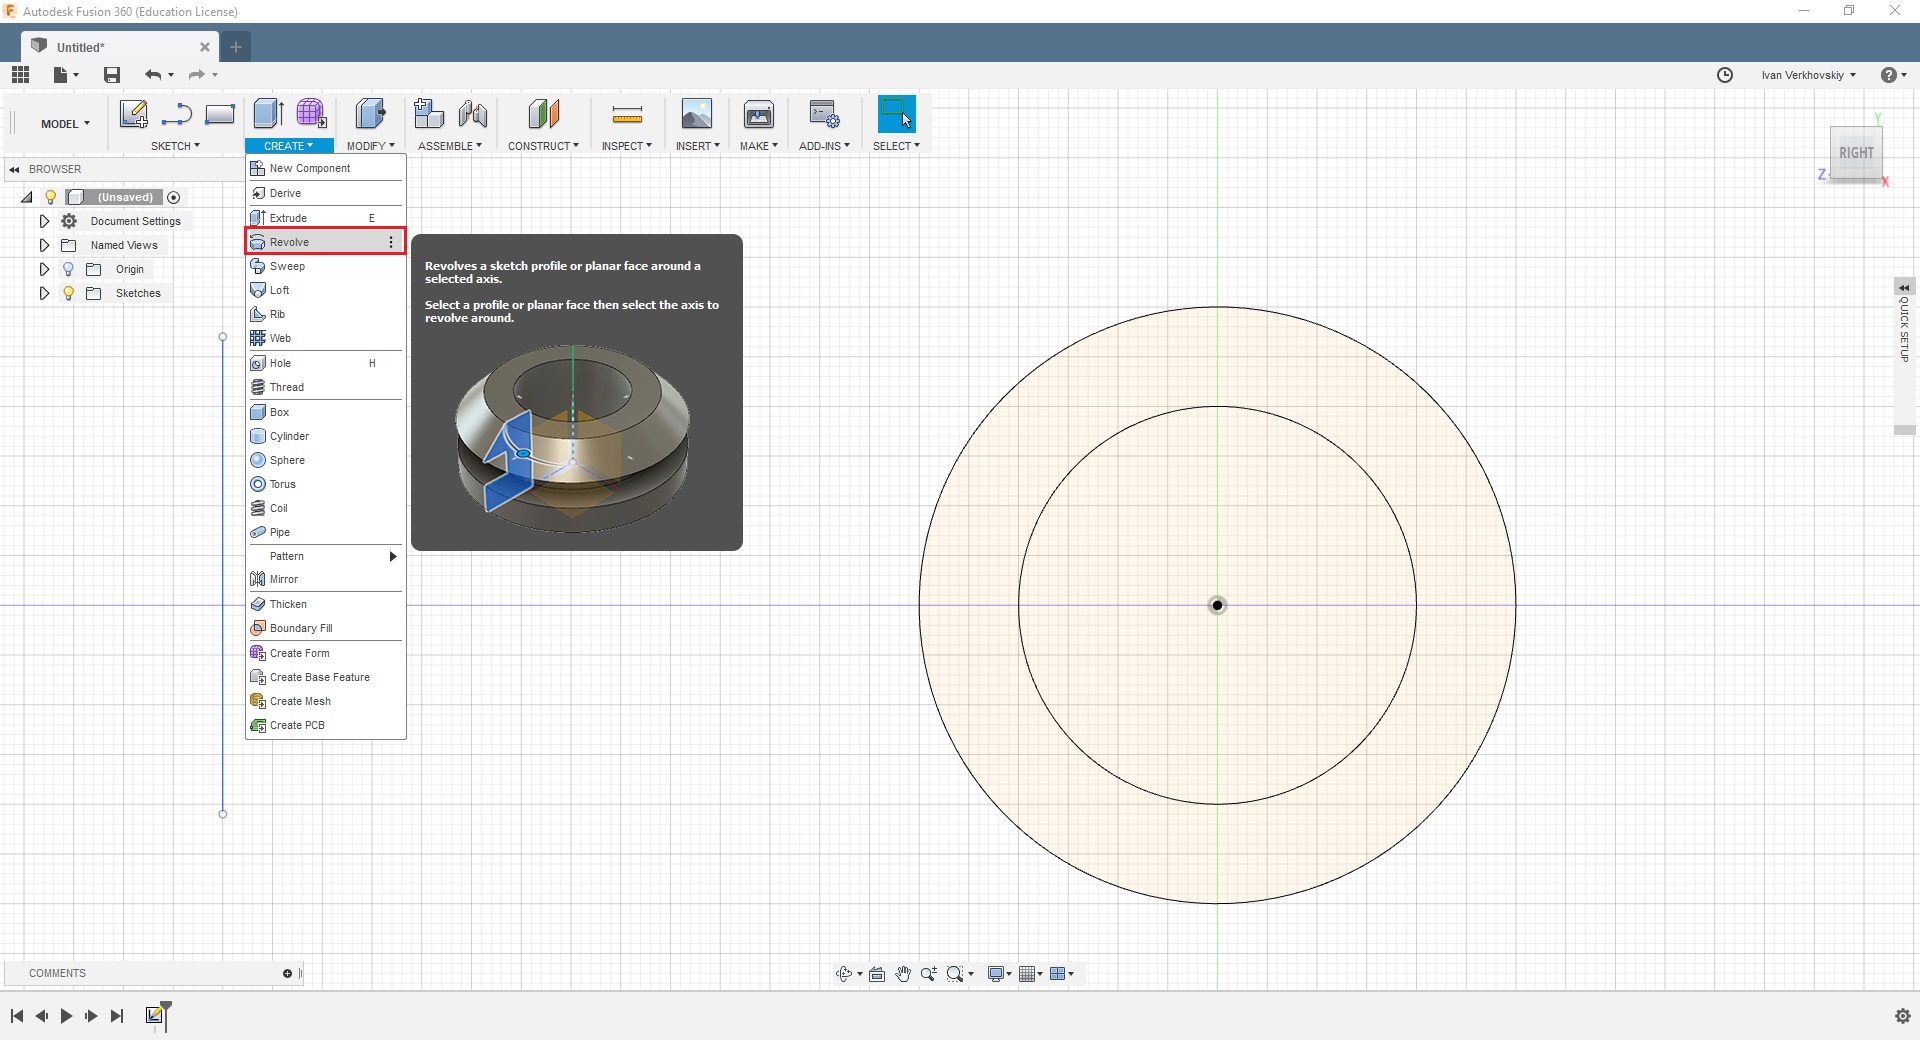 Autodesk Fusion 360 (Education License)
Untitled*
Ivan Verkhovskiy
MODEL
SKETCH
CREATE
MODIFY
ASSEMBLE
CONSTRUCT
INSPECT
INSERT
MAKE
ADD-INS
SELECT
BROWSER
(Unsaved)
Document Settings
Named Views
Origin
Sketches
New Component
Derive
Extrude E
Revolve
Sweep
Loft
Rib
Web
Hole H
Thread
Box
Cylinder
Sphere
Torus
Coil
Pipe
Pattern
Mirror
Thicken
Boundary Fill
Create Form
Create Base Feature
Create Mesh
Create PCB
Revolves a sketch profile or planar face around a
selected axis.
Select a profile or planar face then select the axis to
revolve around.
Y
RIGHT
Z
X
QUICK SETUP
COMMENTS